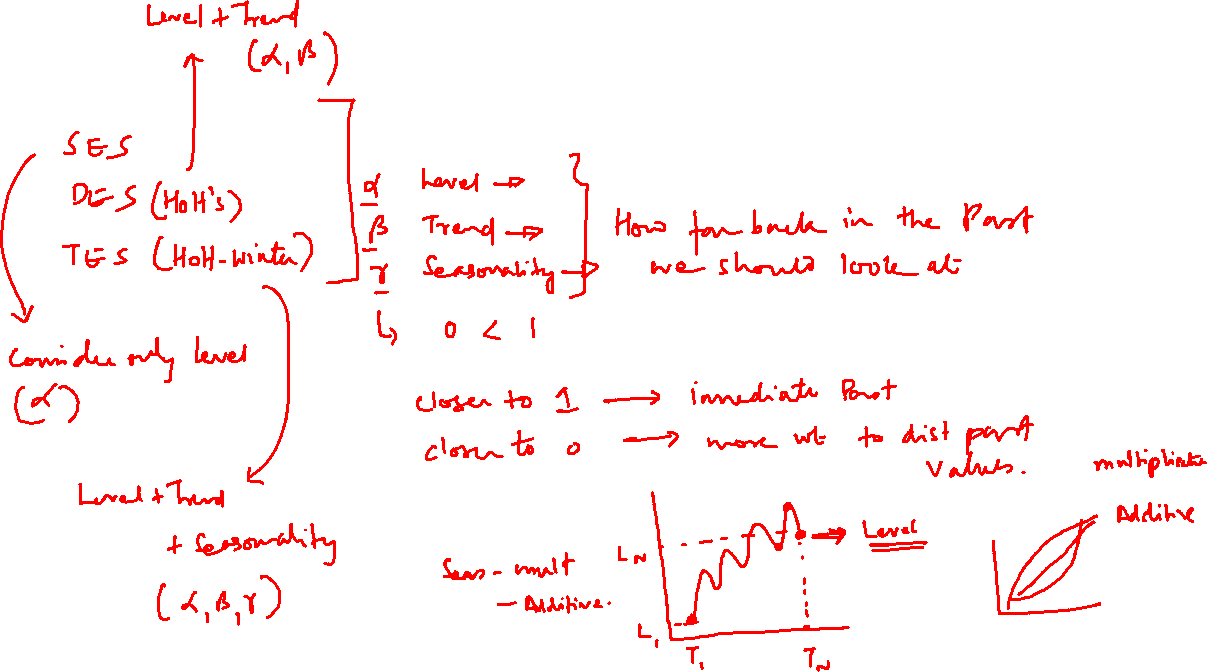 Level + Trend
(α, β)
SES
DES (Holt's)
TES (Holt-Winter)
α Level →
β Trend →
γ Seasonality →
How far back in the Past
we should look at
↳ 0 < 1
Consider only level
(α)
closer to 1 → immediate Past
closer to 0 → more wt to dist past
values.
Level + Trend
+ Seasonality
(α, β, γ)
Seas - mult
- Additive.
LN
L1
T1
TN
→ Level
multiplicative
Additive